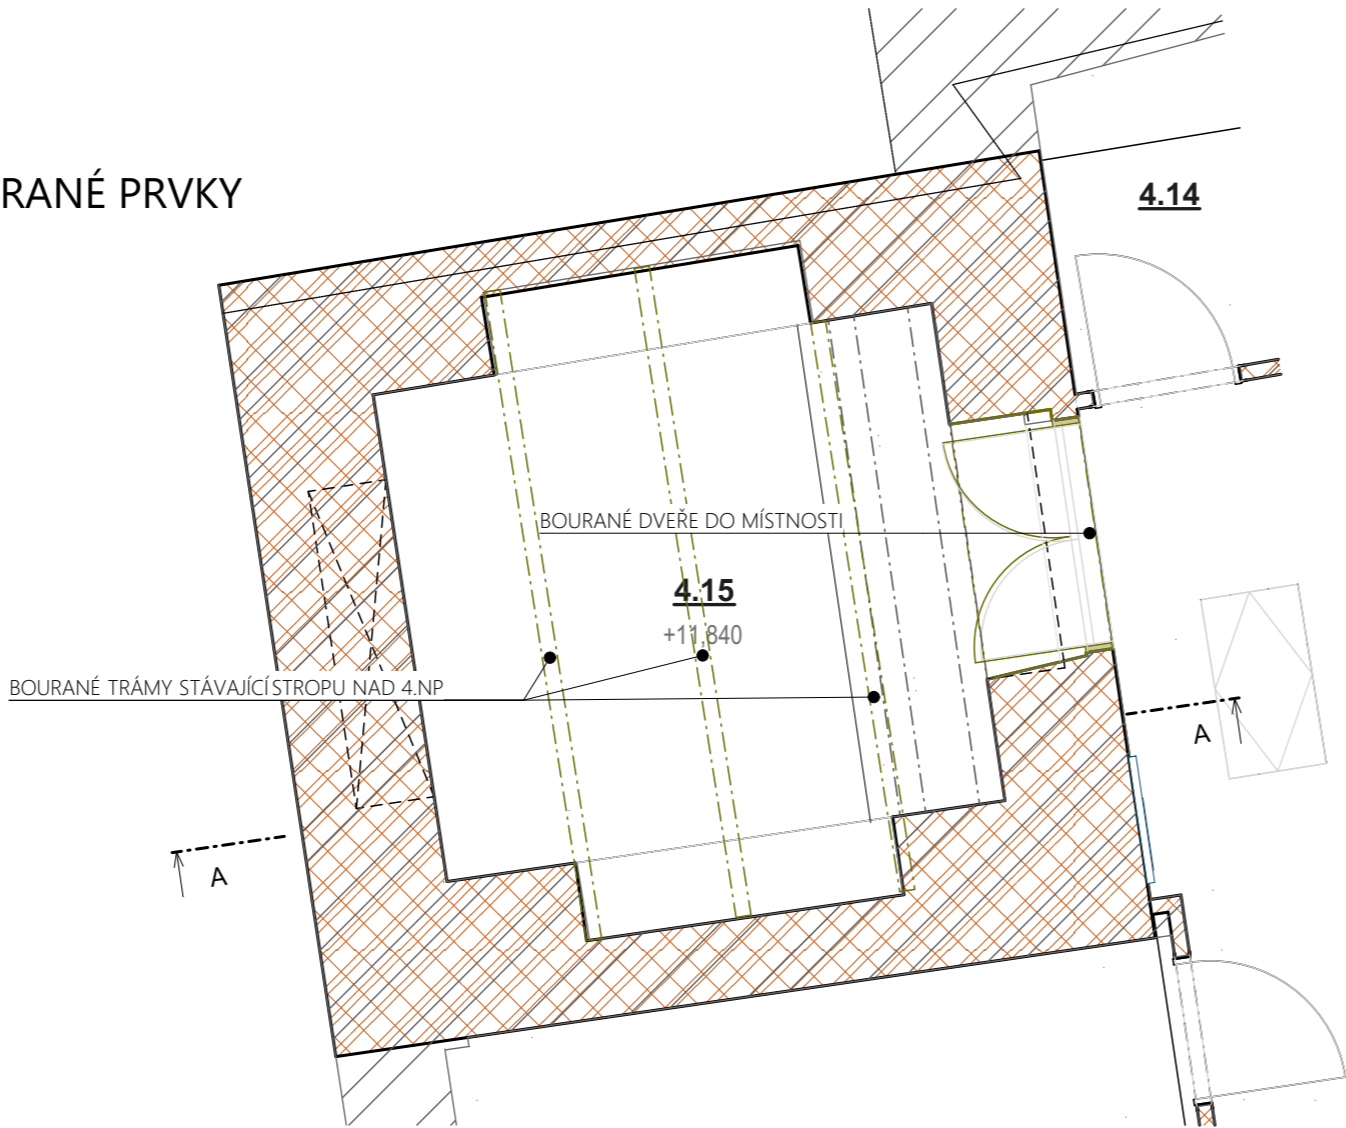 RANÉ PRVKY
4.14
BOURANÉ DVEŘE DO MÍSTNOSTI
4.15
+11,840
BOURANÉ TRÁMY STÁVAJÍCÍ STROPU NAD 4.NP
A
A